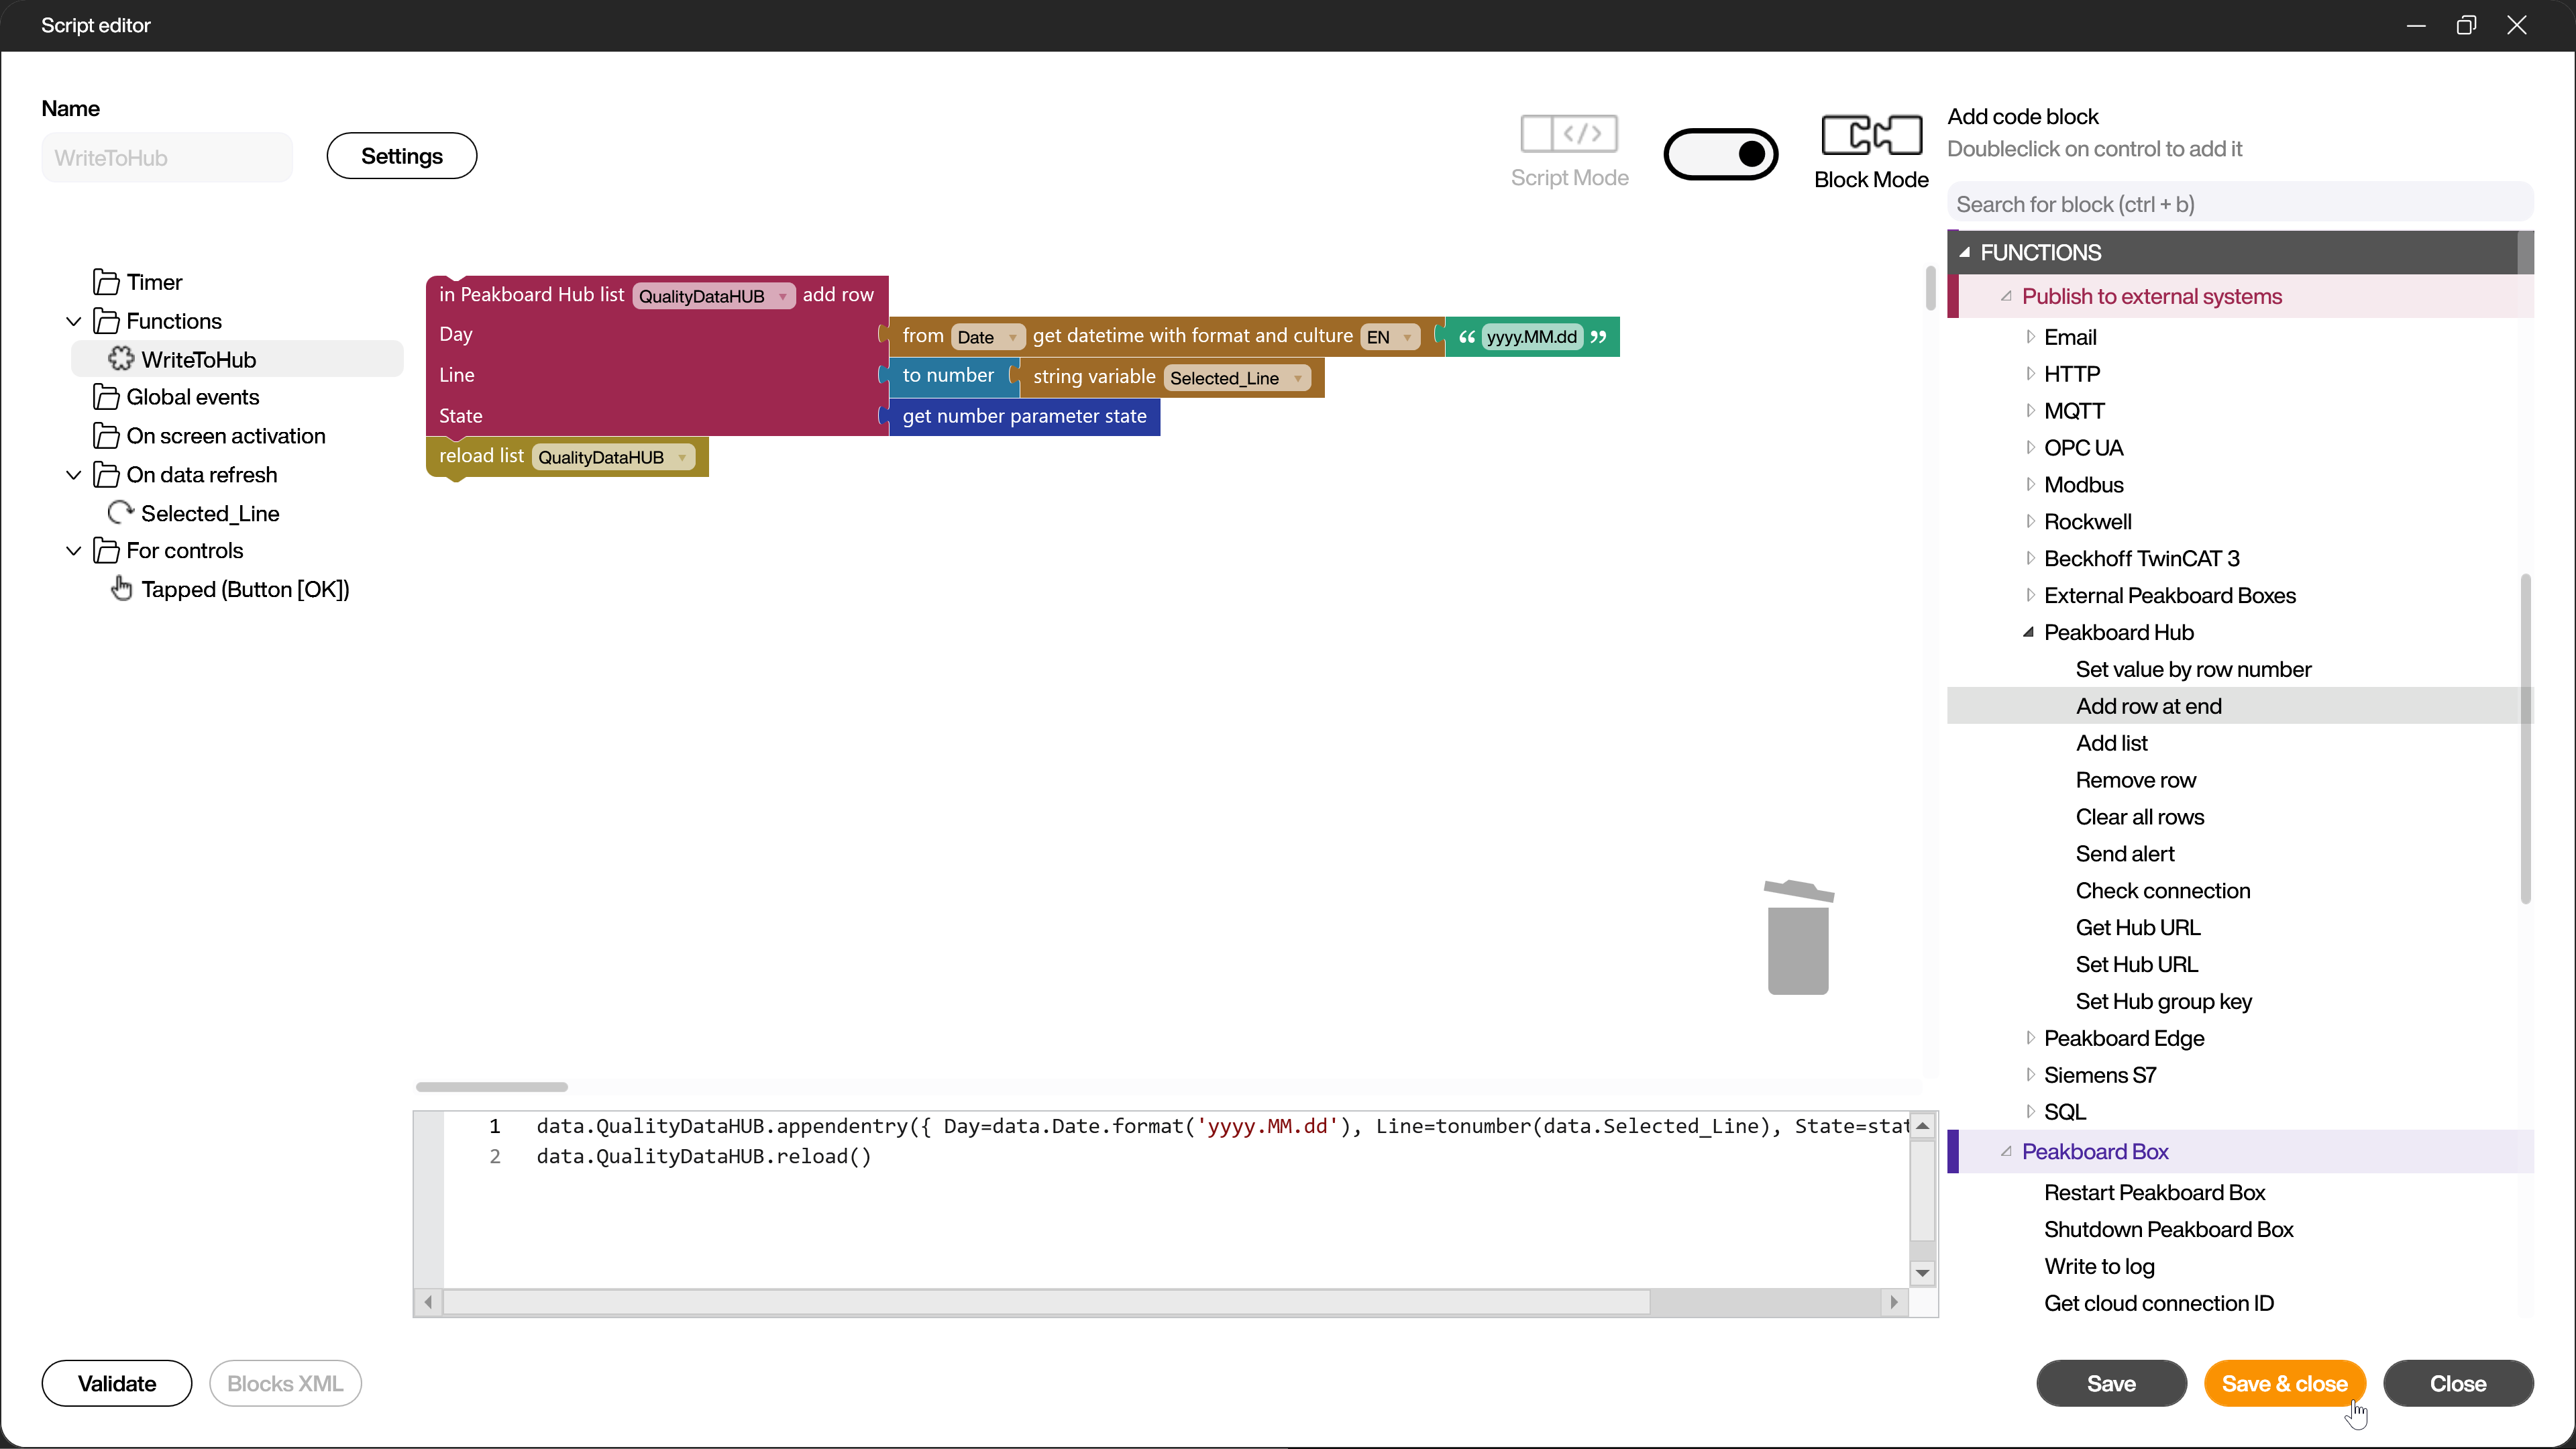 Script editor
Name
WriteToHub
Settings
Script Mode
Block Mode
Add code block
Doubleclick on control to add it
Search for block (ctrl + b)
Timer
Functions
WriteToHub
Global events
On screen activation
On data refresh
Selected_Line
For controls
Tapped (Button [OK])
in Peakboard Hub list QualityDataHUB add row
Day from Date get datetime with format and culture EN “ yyyy.MM.dd ”
Line to number string variable Selected_Line
State get number parameter state
reload list QualityDataHUB
1 data.QualityDataHUB.appendentry({ Day=data.Date.format('yyyy.MM.dd'), Line=tonumber(data.Selected_Line), State=stat
2 data.QualityDataHUB.reload()
FUNCTIONS
Publish to external systems
Email
HTTP
MQTT
OPC UA
Modbus
Rockwell
Beckhoff TwinCAT 3
External Peakboard Boxes
Peakboard Hub
Set value by row number
Add row at end
Add list
Remove row
Clear all rows
Send alert
Check connection
Get Hub URL
Set Hub URL
Set Hub group key
Peakboard Edge
Siemens S7
SQL
Peakboard Box
Restart Peakboard Box
Shutdown Peakboard Box
Write to log
Get cloud connection ID
Validate
Blocks XML
Save
Save & close
Close